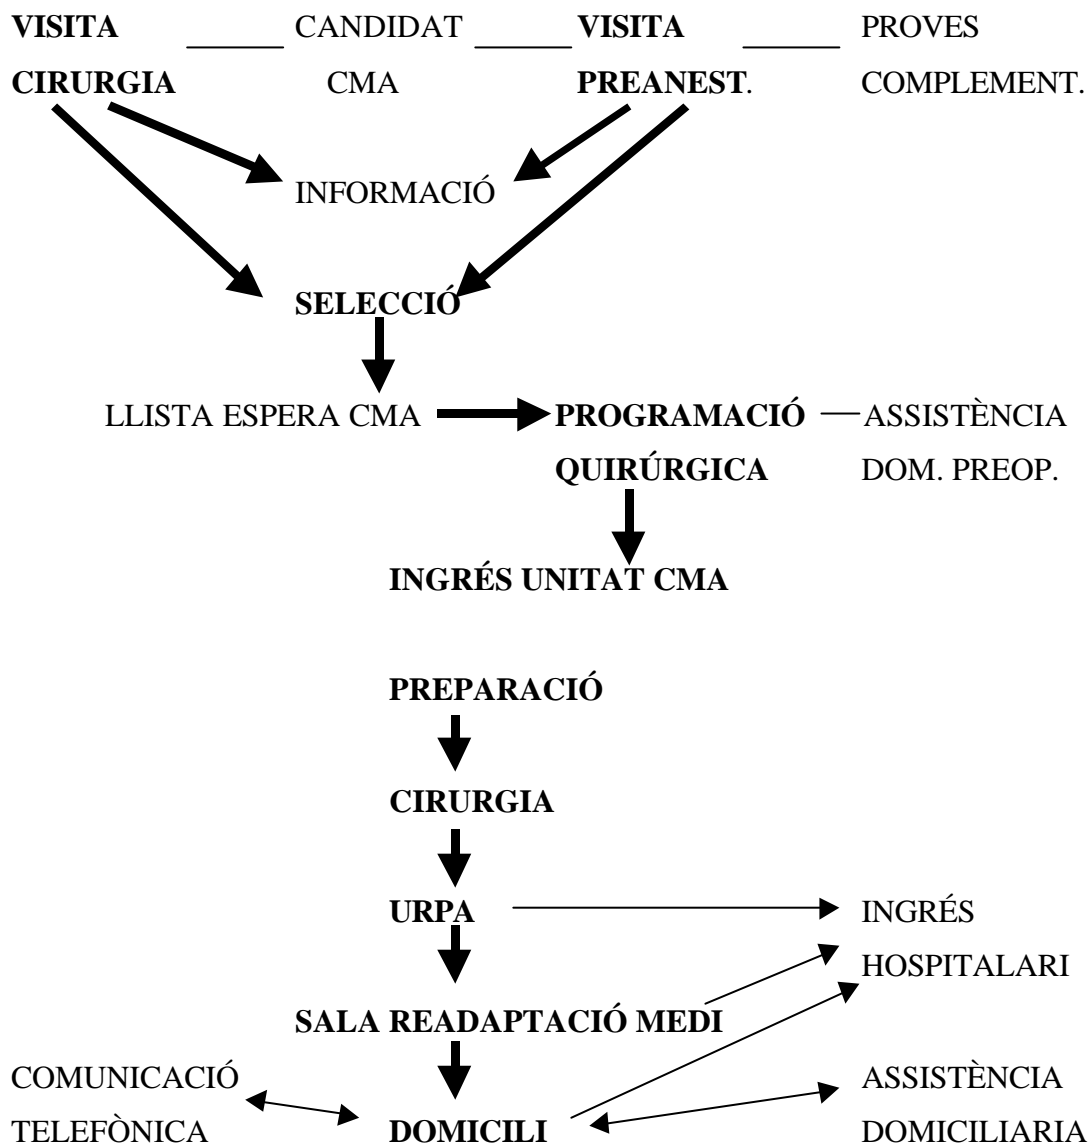 VISITA CANDIDAT VISITA PROVES
CIRURGIA CMA PREANEST. COMPLEMENT.
INFORMACIÓ
SELECCIÓ
LLISTA ESPERA CMA PROGRAMACIÓ ASSISTÈNCIA
QUIRÚRGICA DOM. PREOP.
INGRÉS UNITAT CMA
PREPARACIÓ
CIRURGIA
URPA INGRÉS
HOSPITALARI
SALA READAPTACIÓ MEDI
COMUNICACIÓ ASSISTÈNCIA
TELEFÒNICA DOMICILI DOMICILIARIA